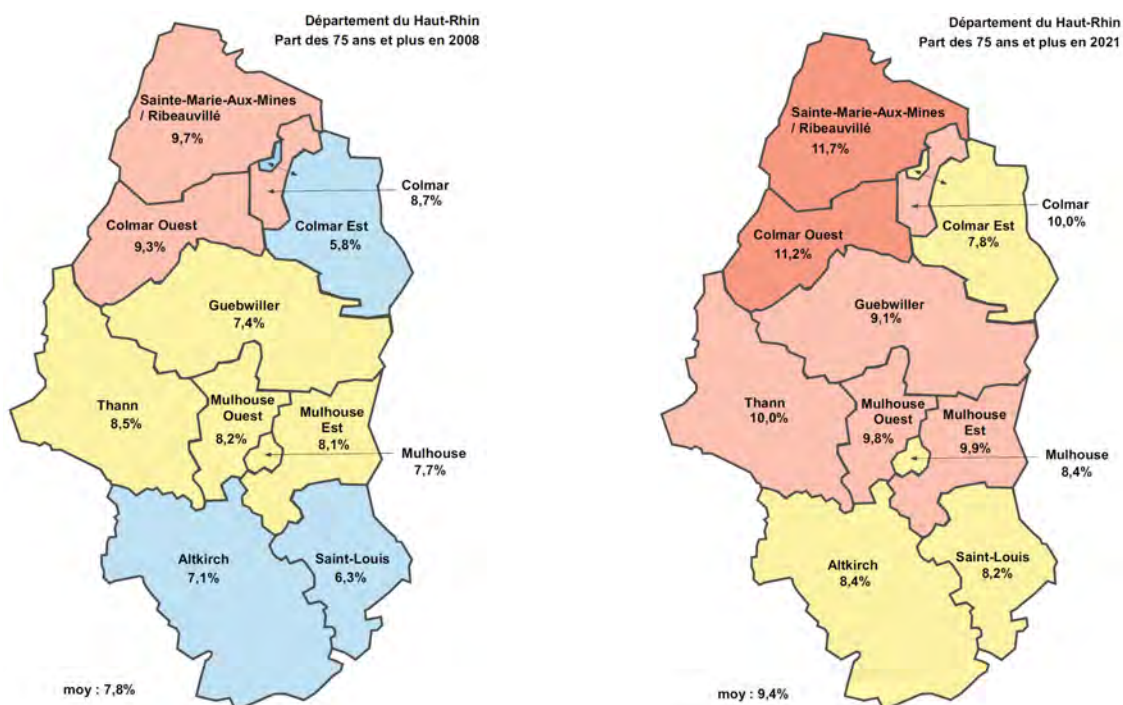 Département du Haut-Rhin
Part des 75 ans et plus en 2008
Sainte-Marie-Aux-Mines
/ Ribeauvillé
9,7%
Colmar
8,7%
Colmar Ouest
9,3%
Colmar Est
5,8%
Guebwiller
7,4%
Thann
8,5%
Mulhouse
Ouest
8,2%
Mulhouse
Est
8,1%
Mulhouse
7,7%
Altkirch
7,1%
Saint-Louis
6,3%
moy : 7,8%
Département du Haut-Rhin
Part des 75 ans et plus en 2021
Sainte-Marie-Aux-Mines
/ Ribeauvillé
11,7%
Colmar
10,0%
Colmar Ouest
11,2%
Colmar Est
7,8%
Guebwiller
9,1%
Thann
10,0%
Mulhouse
Ouest
9,8%
Mulhouse
Est
9,9%
Mulhouse
8,4%
Altkirch
8,4%
Saint-Louis
8,2%
moy : 9,4%